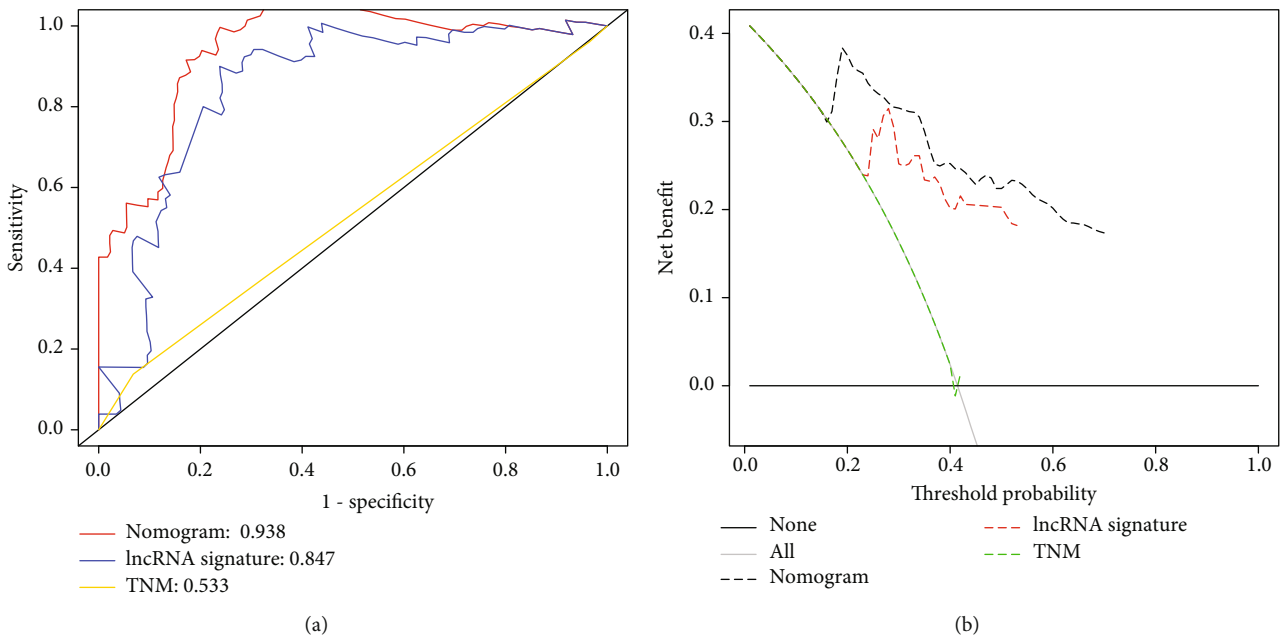 1.0
0.8
0.6
0.4
0.2
0.0
Sensitivity
0.0 0.2 0.4 0.6 0.8 1.0
1 - specificity
Nomogram: 0.938
lncRNA signature: 0.847
TNM: 0.533
(a)
0.4
0.3
0.2
0.1
0.0
Net benefit
0.0 0.2 0.4 0.6 0.8 1.0
Threshold probability
None
All
Nomogram
lncRNA signature
TNM
(b)